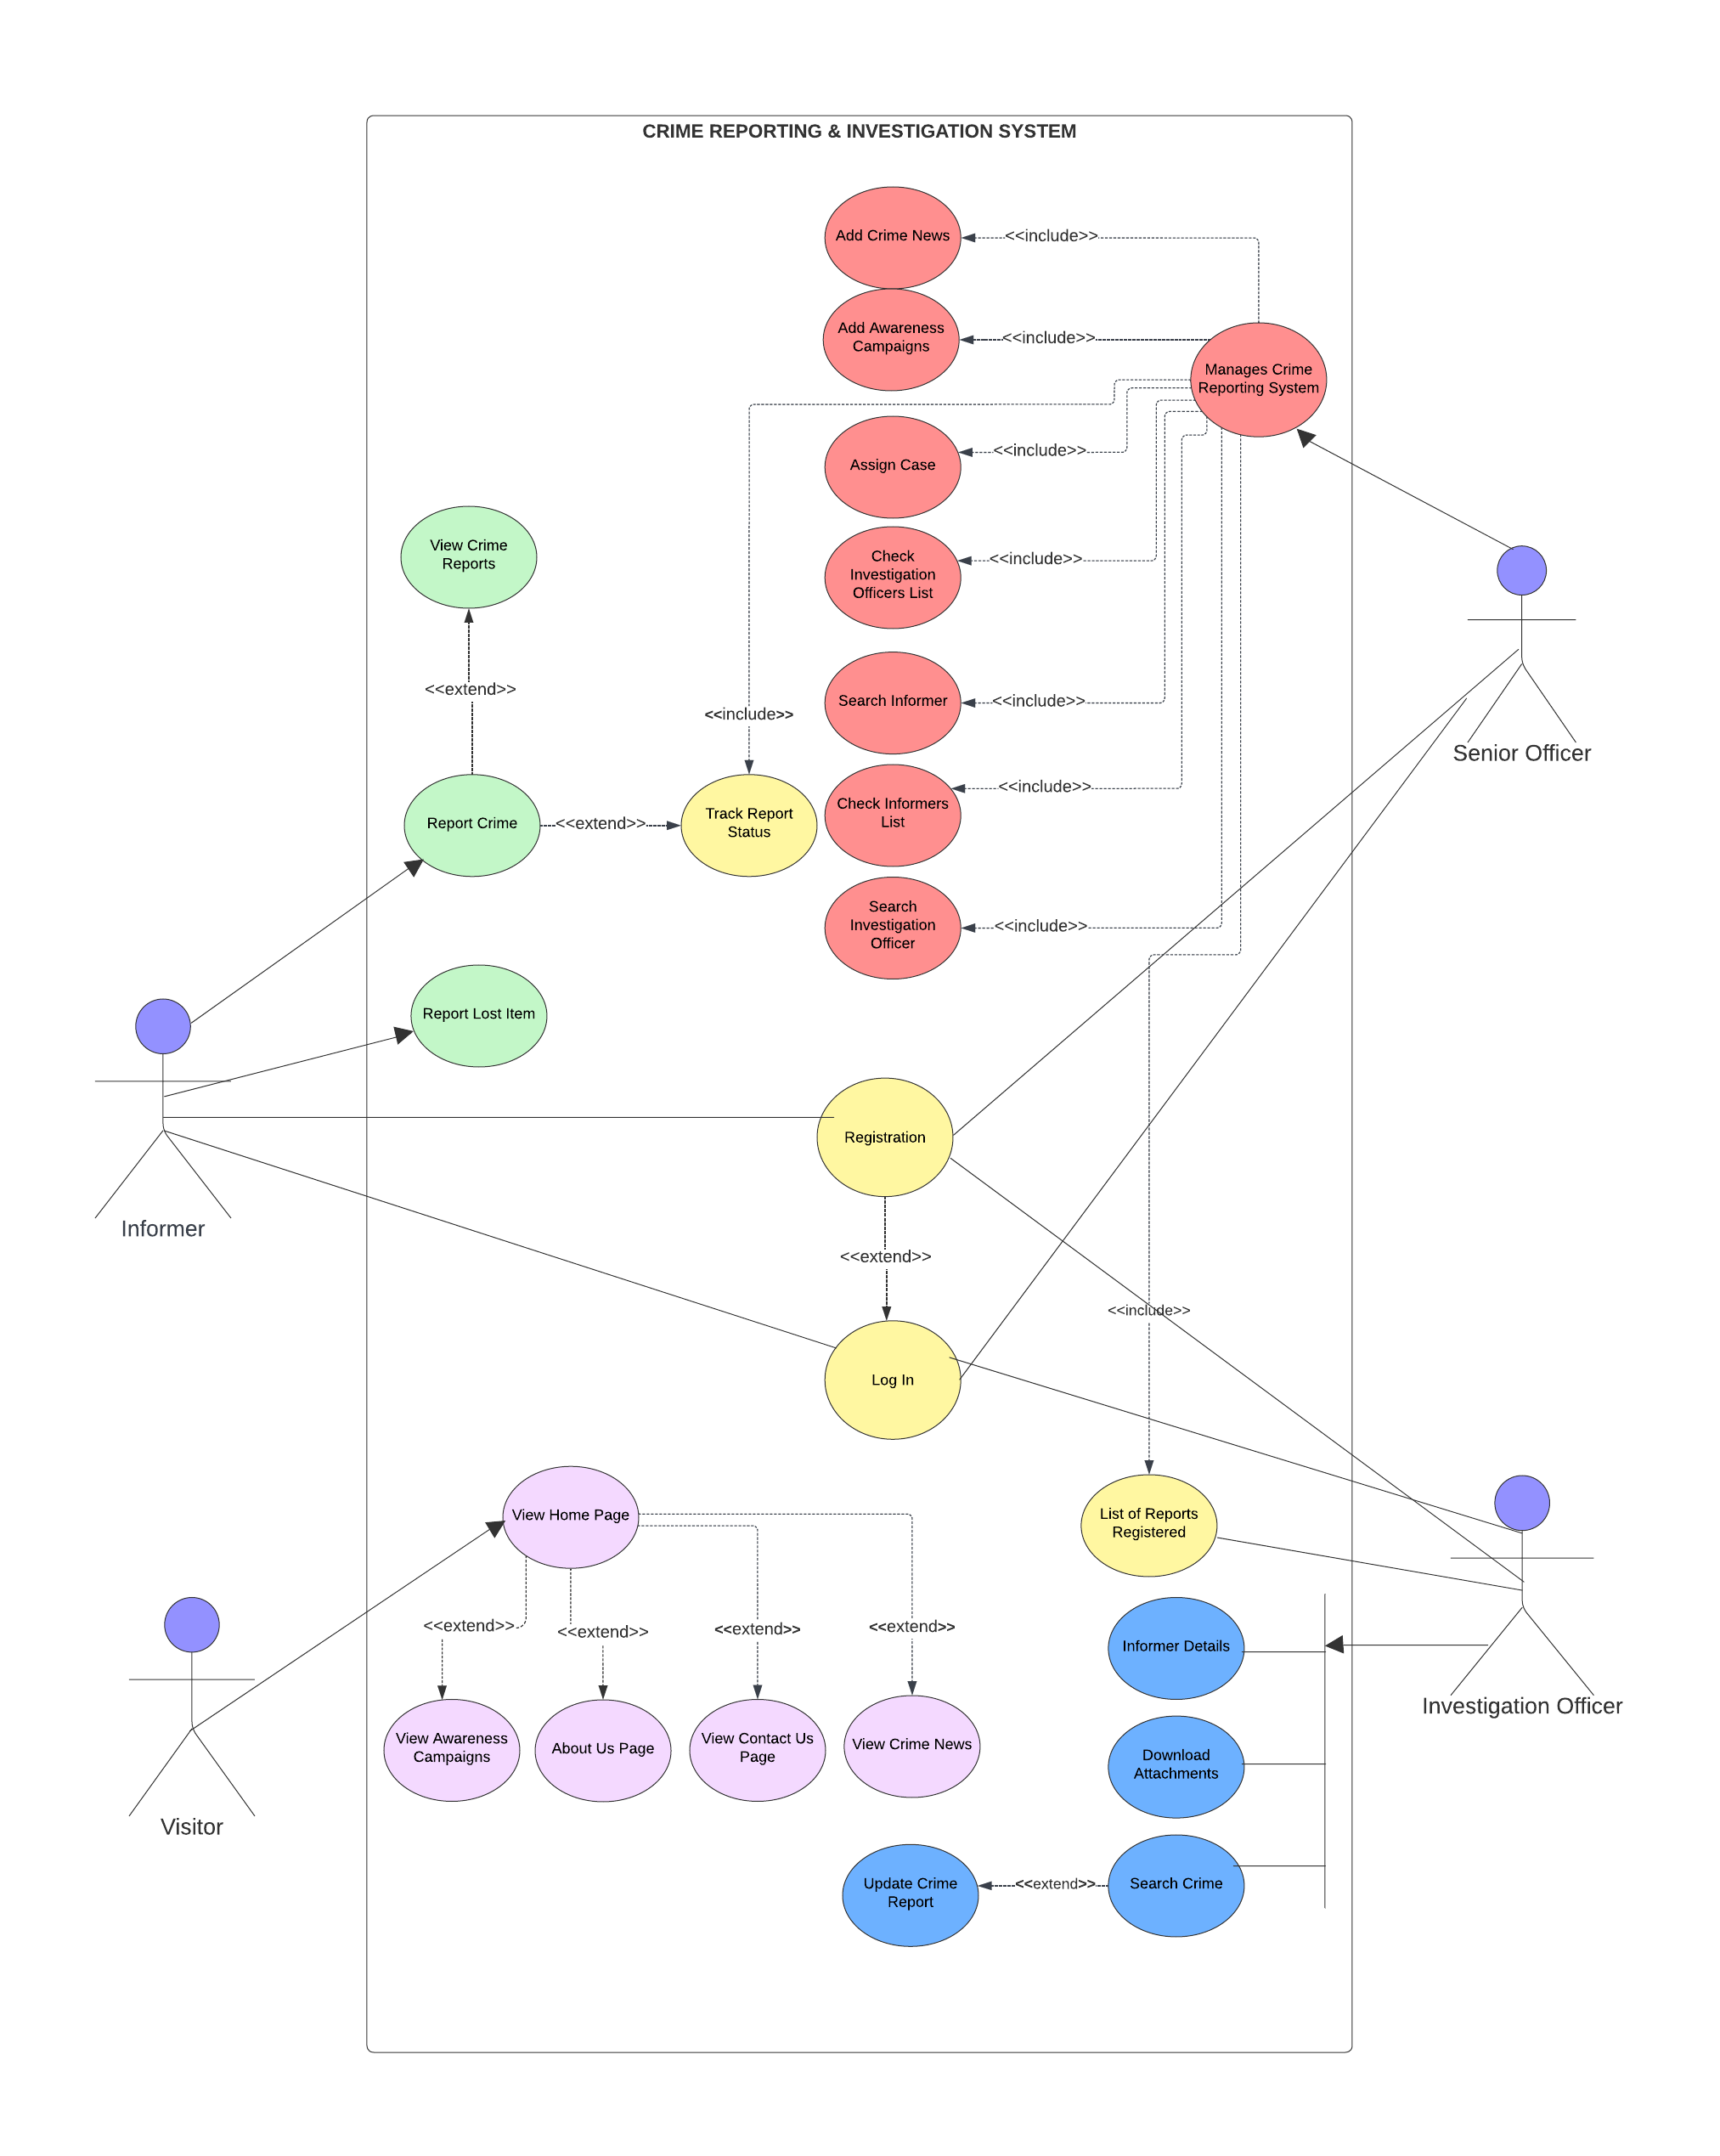 CRIME REPORTING & INVESTIGATION SYSTEM
Add Crime News
<<include>>
Add Awareness
Campaigns
<<include>>
Manages Crime
Reporting System
Assign Case
<<include>>
View Crime
Reports
Check
Investigation
Officers List
<<include>>
<<extend>>
Search Informer
<<include>>
<<include>>
Senior Officer
Report Crime
<<extend>>
Track Report
Status
Check Informers
List
<<include>>
Search
Investigation
Officer
<<include>>
Report Lost Item
Registration
Informer
<<extend>>
<<include>>
Log In
View Home Page
List of Reports
Registered
<<extend>>
<<extend>>
<<extend>>
<<extend>>
Informer Details
Investigation Officer
View Awareness
Campaigns
About Us Page
View Contact Us
Page
View Crime News
Download
Attachments
Visitor
Update Crime
Report
<<extend>>
Search Crime